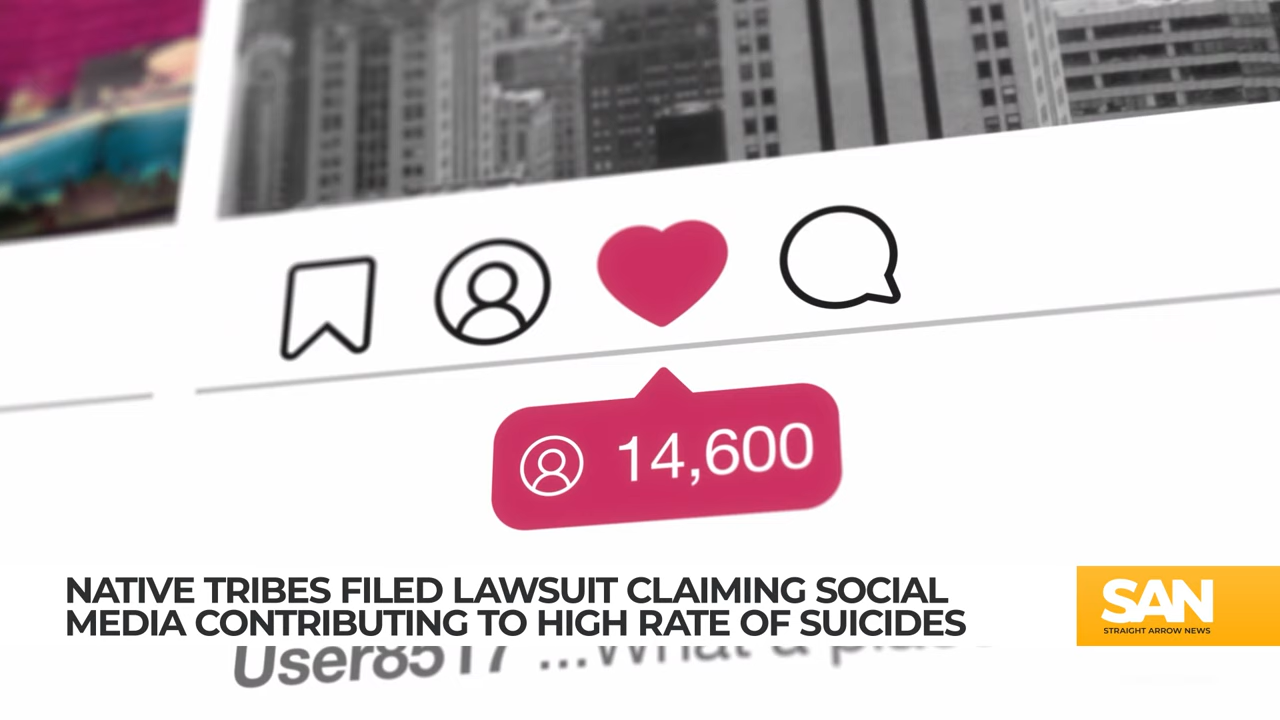 14,600
NATIVE TRIBES FILED LAWSUIT CLAIMING SOCIAL
MEDIA CONTRIBUTING TO HIGH RATE OF SUICIDES
SAN
STRAIGHT ARROW NEWS
User8517 ...What a